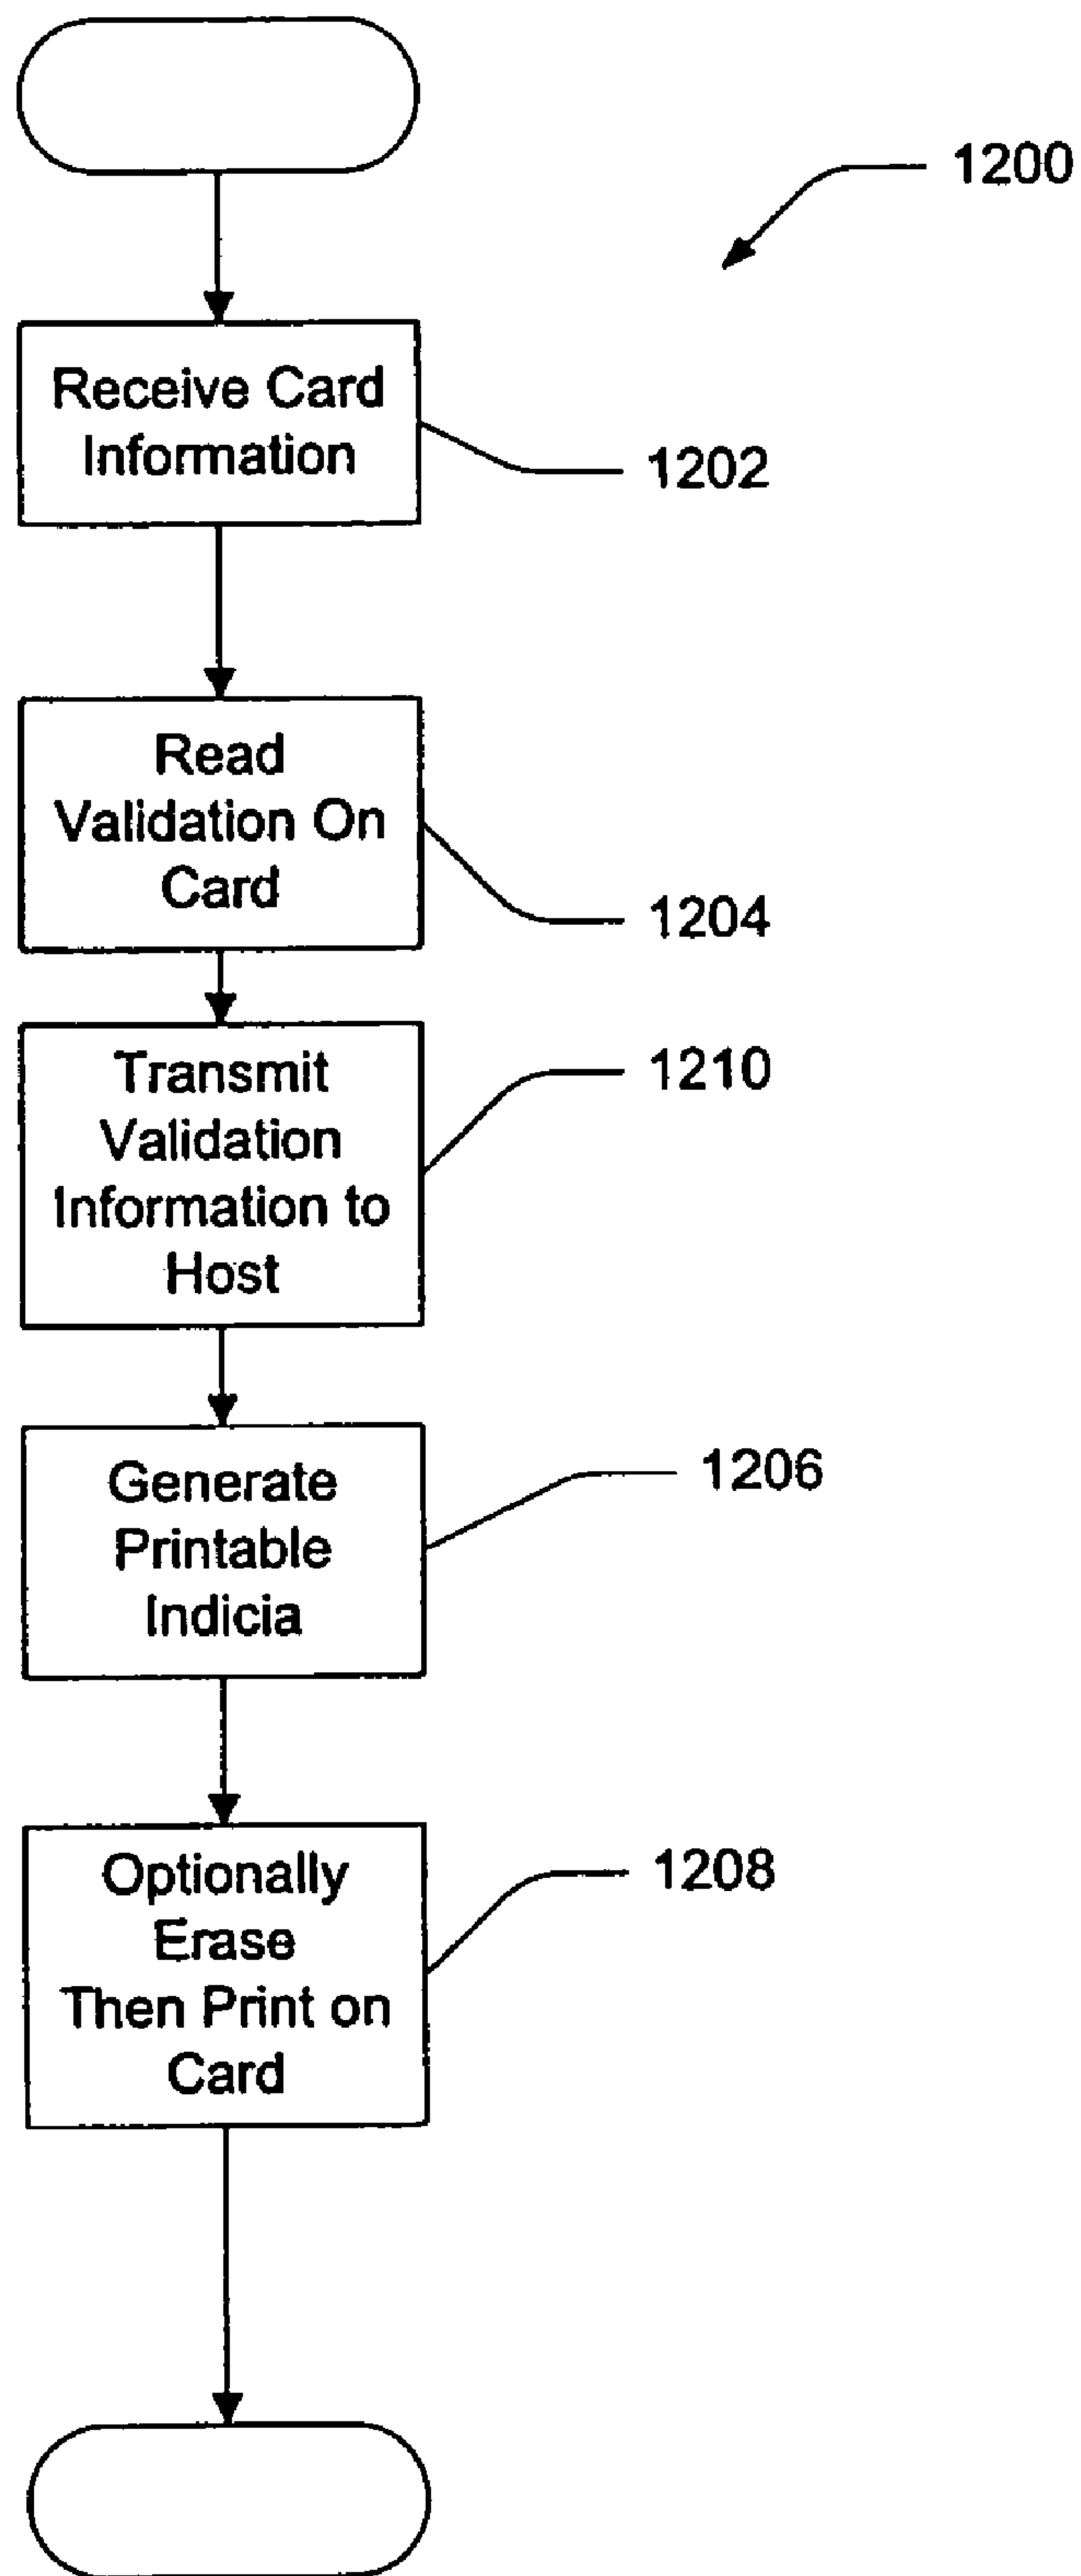 1200
Receive Card
Information
1202
Read
Validation On
Card
1204
Transmit
Validation
Information to
Host
1210
Generate
Printable
Indicia
1206
Optionally
Erase
Then Print on
Card
1208